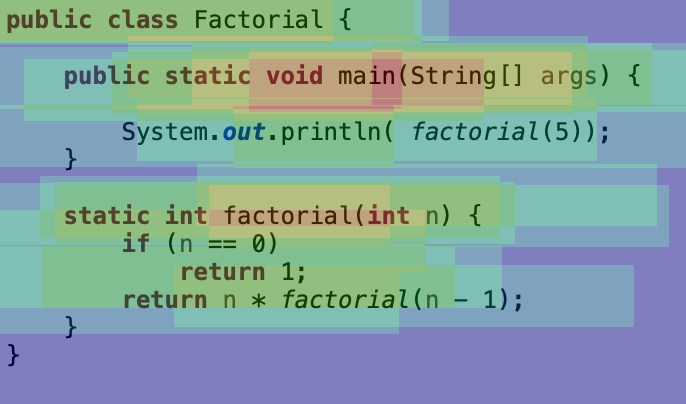 public class Factorial {
public static void main(String[] args) {
System.out.println( factorial(5));
}
static int factorial(int n) {
if (n == 0)
return 1;
return n * factorial(n − 1);
}
}